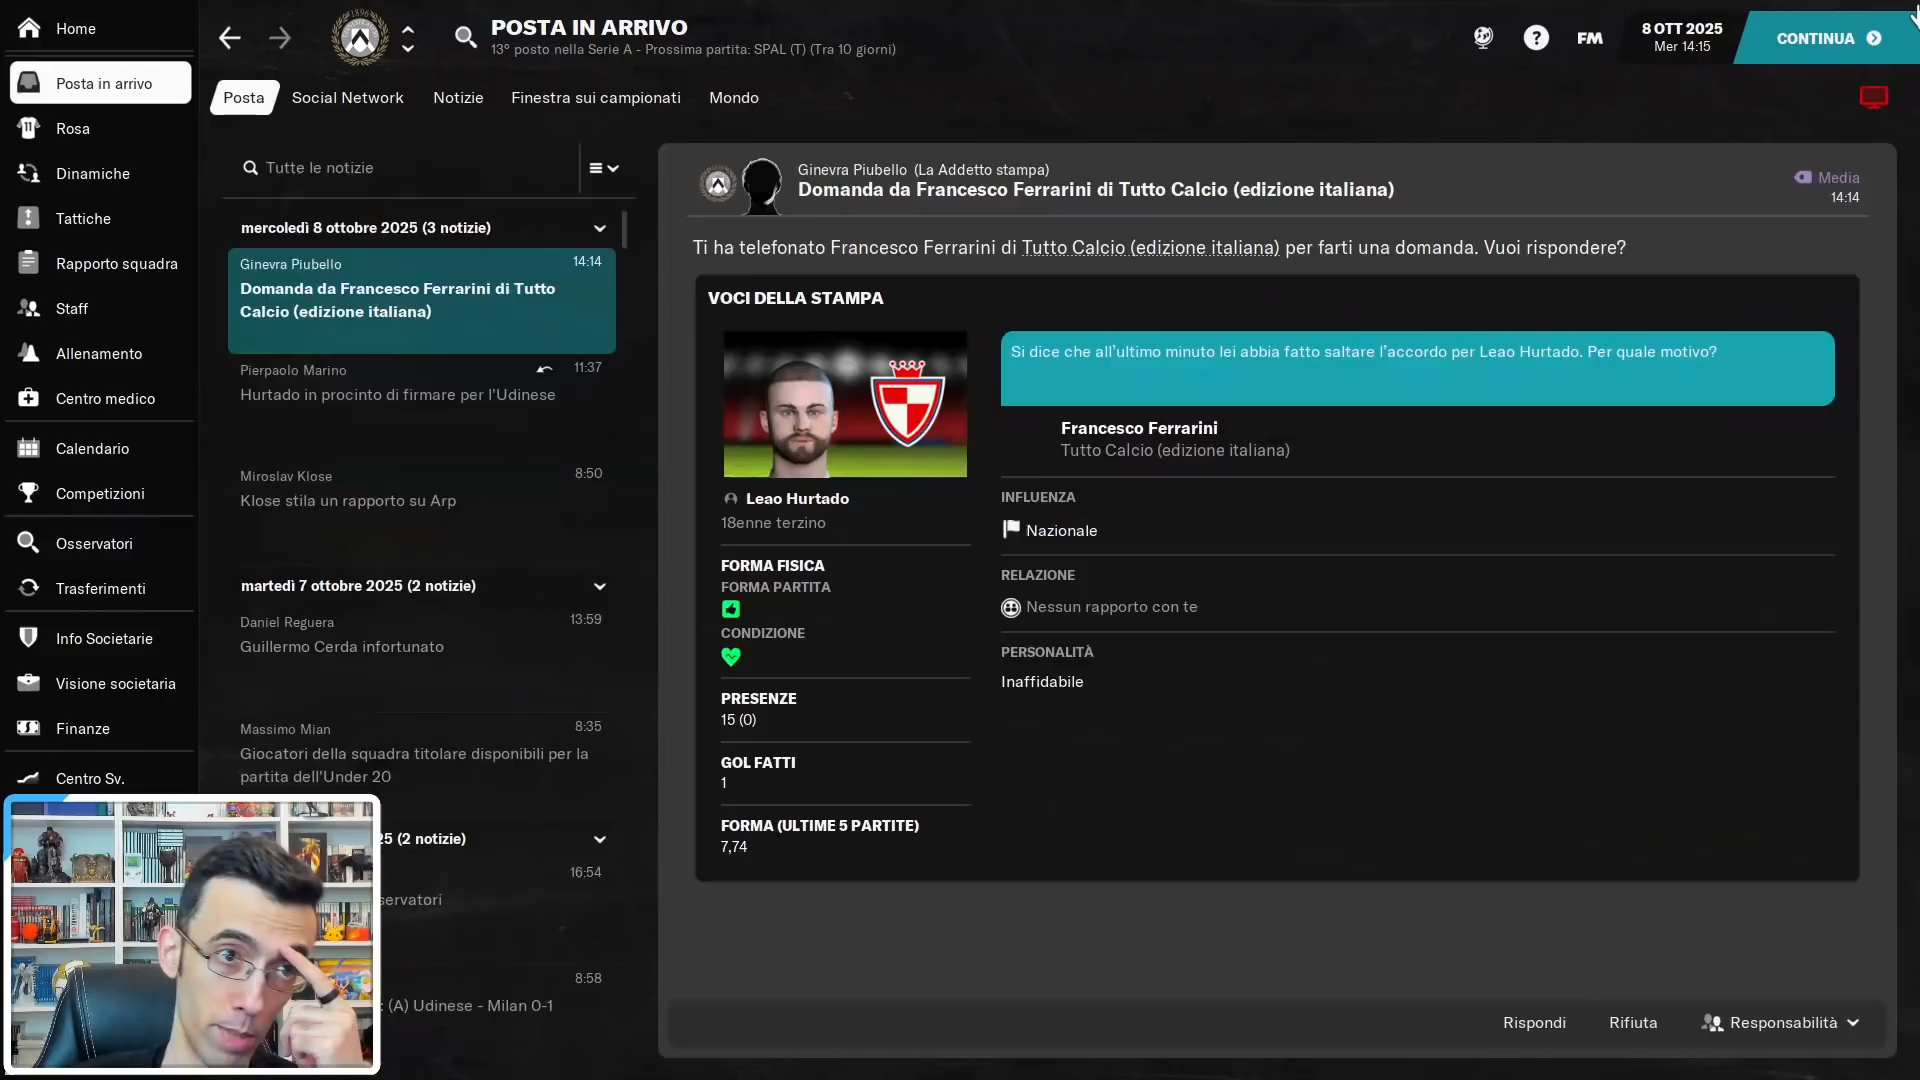 Home
Posta in arrivo
Rosa
Dinamiche
Tattiche
Rapporto squadra
Staff
Allenamento
Centro medico
Calendario
Competizioni
Osservatori
Trasferimenti
Info Societarie
Visione societaria
Finanze
Centro Sv.
POSTA IN ARRIVO
13° posto nella Serie A - Prossima partita: SPAL (T) (Tra 10 giorni)
FM
8 OTT 2025
Mer 14:15
CONTINUA
Posta
Social Network
Notizie
Finestra sui campionati
Mondo
Tutte le notizie
mercoledì 8 ottobre 2025 (3 notizie)
Ginevra Piubello
14:14
Domanda da Francesco Ferrarini di Tutto
Calcio (edizione italiana)
Pierpaolo Marino
11:37
Hurtado in procinto di firmare per l'Udinese
Miroslav Klose
8:50
Klose stila un rapporto su Arp
martedì 7 ottobre 2025 (2 notizie)
Daniel Reguera
13:59
Guillermo Cerda infortunato
Massimo Mian
8:35
Giocatori della squadra titolare disponibili per la
partita dell'Under 20
25 (2 notizie)
16:54
servatori
8:58
: (A) Udinese - Milan 0-1
Ginevra Piubello (La Addetto stampa)
Domanda da Francesco Ferrarini di Tutto Calcio (edizione italiana)
Media
14:14
Ti ha telefonato Francesco Ferrarini di Tutto Calcio (edizione italiana) per farti una domanda. Vuoi rispondere?
VOCI DELLA STAMPA
Leao Hurtado
18enne terzino
FORMA FISICA
FORMA PARTITA
CONDIZIONE
PRESENZE
15 (0)
GOL FATTI
1
FORMA (ULTIME 5 PARTITE)
7,74
Si dice che all'ultimo minuto lei abbia fatto saltare l'accordo per Leao Hurtado. Per quale motivo?
Francesco Ferrarini
Tutto Calcio (edizione italiana)
INFLUENZA
Nazionale
RELAZIONE
Nessun rapporto con te
PERSONALITÀ
Inaffidabile
Rispondi
Rifiuta
Responsabilità